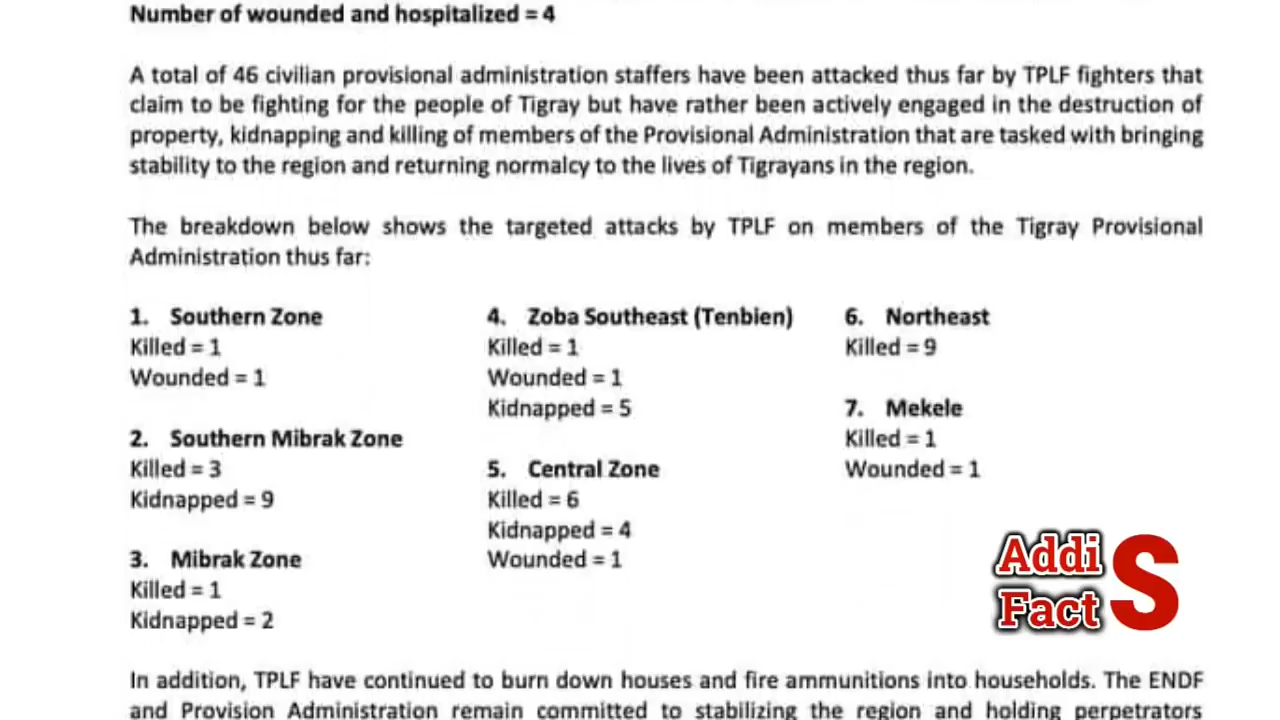 Number of wounded and hospitalized = 4
A total of 46 civilian provisional administration staffers have been attacked thus far by TPLF fighters that
claim to be fighting for the people of Tigray but have rather been actively engaged in the destruction of
property, kidnapping and killing of members of the Provisional Administration that are tasked with bringing
stability to the region and returning normalcy to the lives of Tigrayans in the region.
The breakdown below shows the targeted attacks by TPLF on members of the Tigray Provisional
Administration thus far:
1. Southern Zone
Killed = 1
Wounded = 1
2. Southern Mibrak Zone
Killed = 3
Kidnapped = 9
3. Mibrak Zone
Killed = 1
Kidnapped = 2
4. Zoba Southeast (Tenbien)
Killed = 1
Wounded = 1
Kidnapped = 5
5. Central Zone
Killed = 6
Kidnapped = 4
Wounded = 1
6. Northeast
Killed = 9
7. Mekele
Killed = 1
Wounded = 1
In addition, TPLF have continued to burn down houses and fire ammunitions into households. The ENDF
and Provision Administration remain committed to stabilizing the region and holding perpetrators
Addi S
Fact